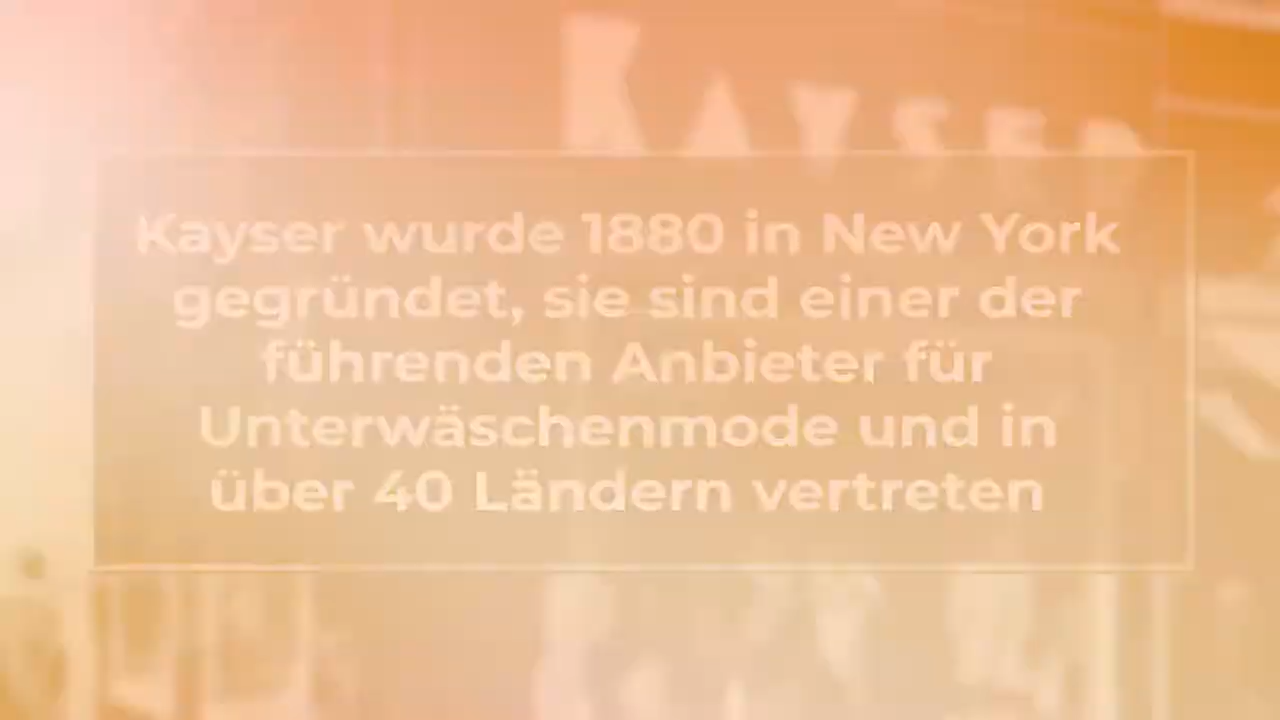 KAYSER
Kayser wurde 1880 in New York
gegründet, sie sind einer der
führenden Anbieter für
Unterwäschenmode und in
über 40 Ländern vertreten